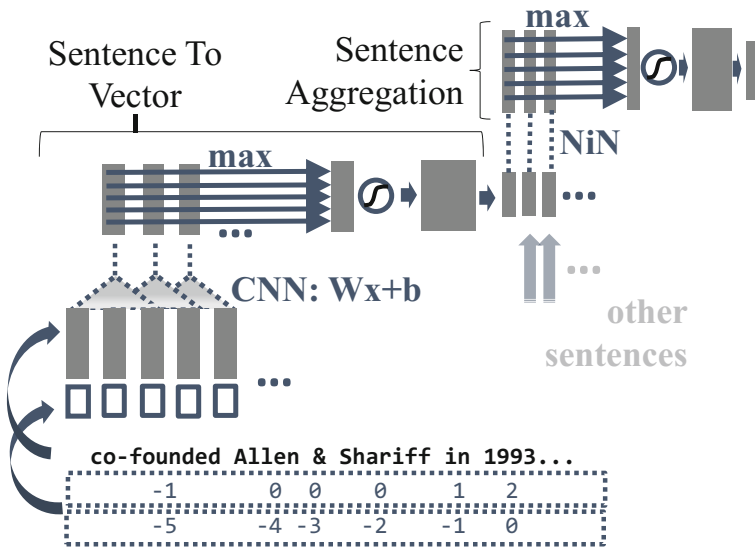 max
Sentence To
Vector
Sentence
Aggregation
max
NiN
...
...
CNN: Wx+b
...
other
sentences
...
co-founded Allen & Shariff in 1993...
-1 0 0 0 1 2
-5 -4 -3 -2 -1 0